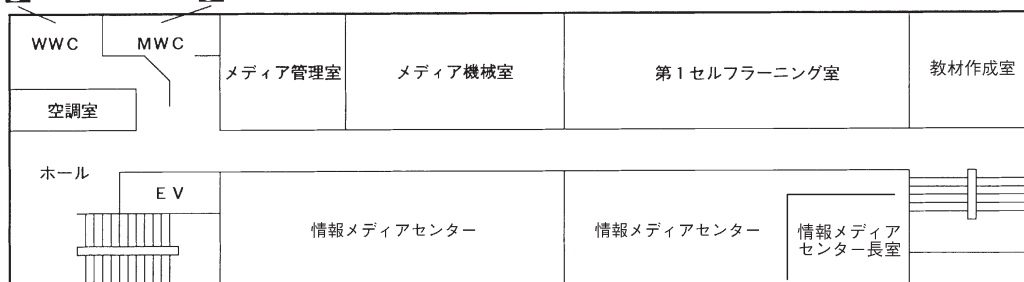 WWC
MWC
メディア管理室
メディア機械室
第1セルフラーニング室
教材作成室
空調室
ホール
EV
情報メディアセンター
情報メディアセンター
情報メディア
センター長室